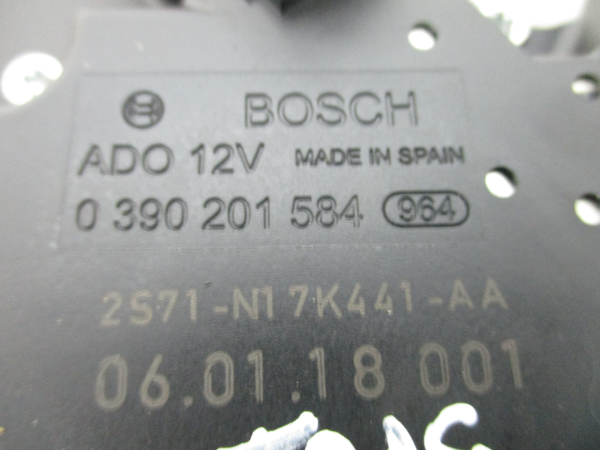 BOSCH
ADO 12V MADE IN SPAIN
0 390 201 584 964
2S71-N17K441-AA
06.01.18 001